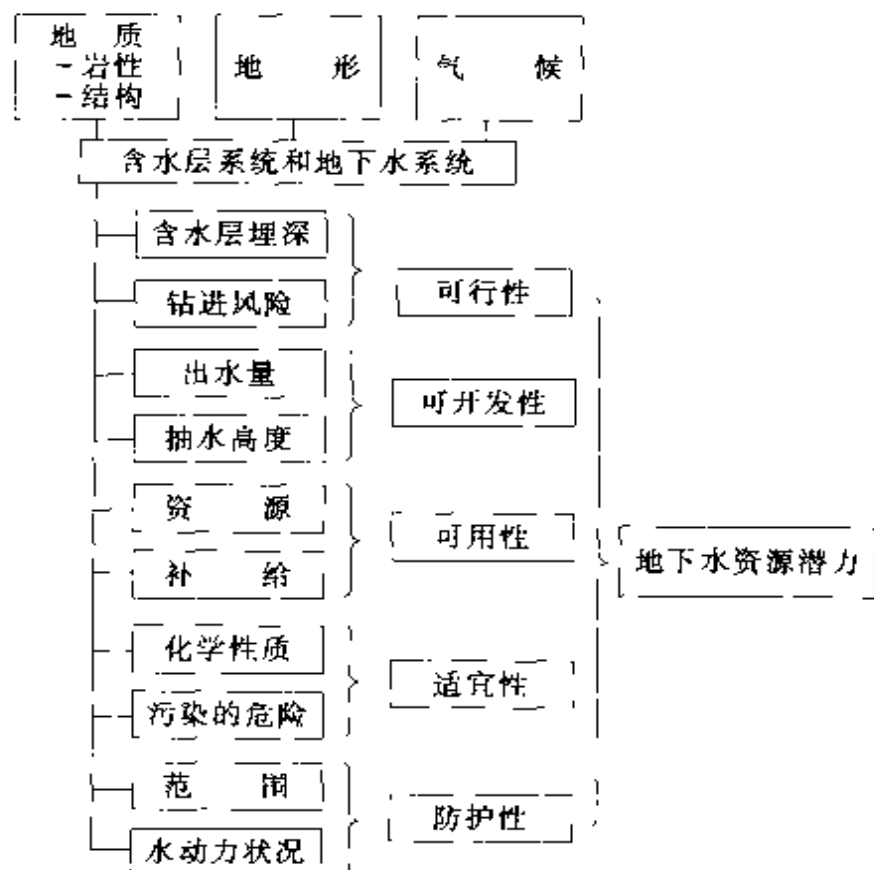 地 质
-岩性
-结构
地 形
气 候
含水层系统和地下水系统
含水层埋深
钻进风险
可行性
出水量
抽水高度
可开发性
资 源
补 给
可用性
地下水资源潜力
化学性质
污染的危险
适宜性
范 围
水动力状况
防护性